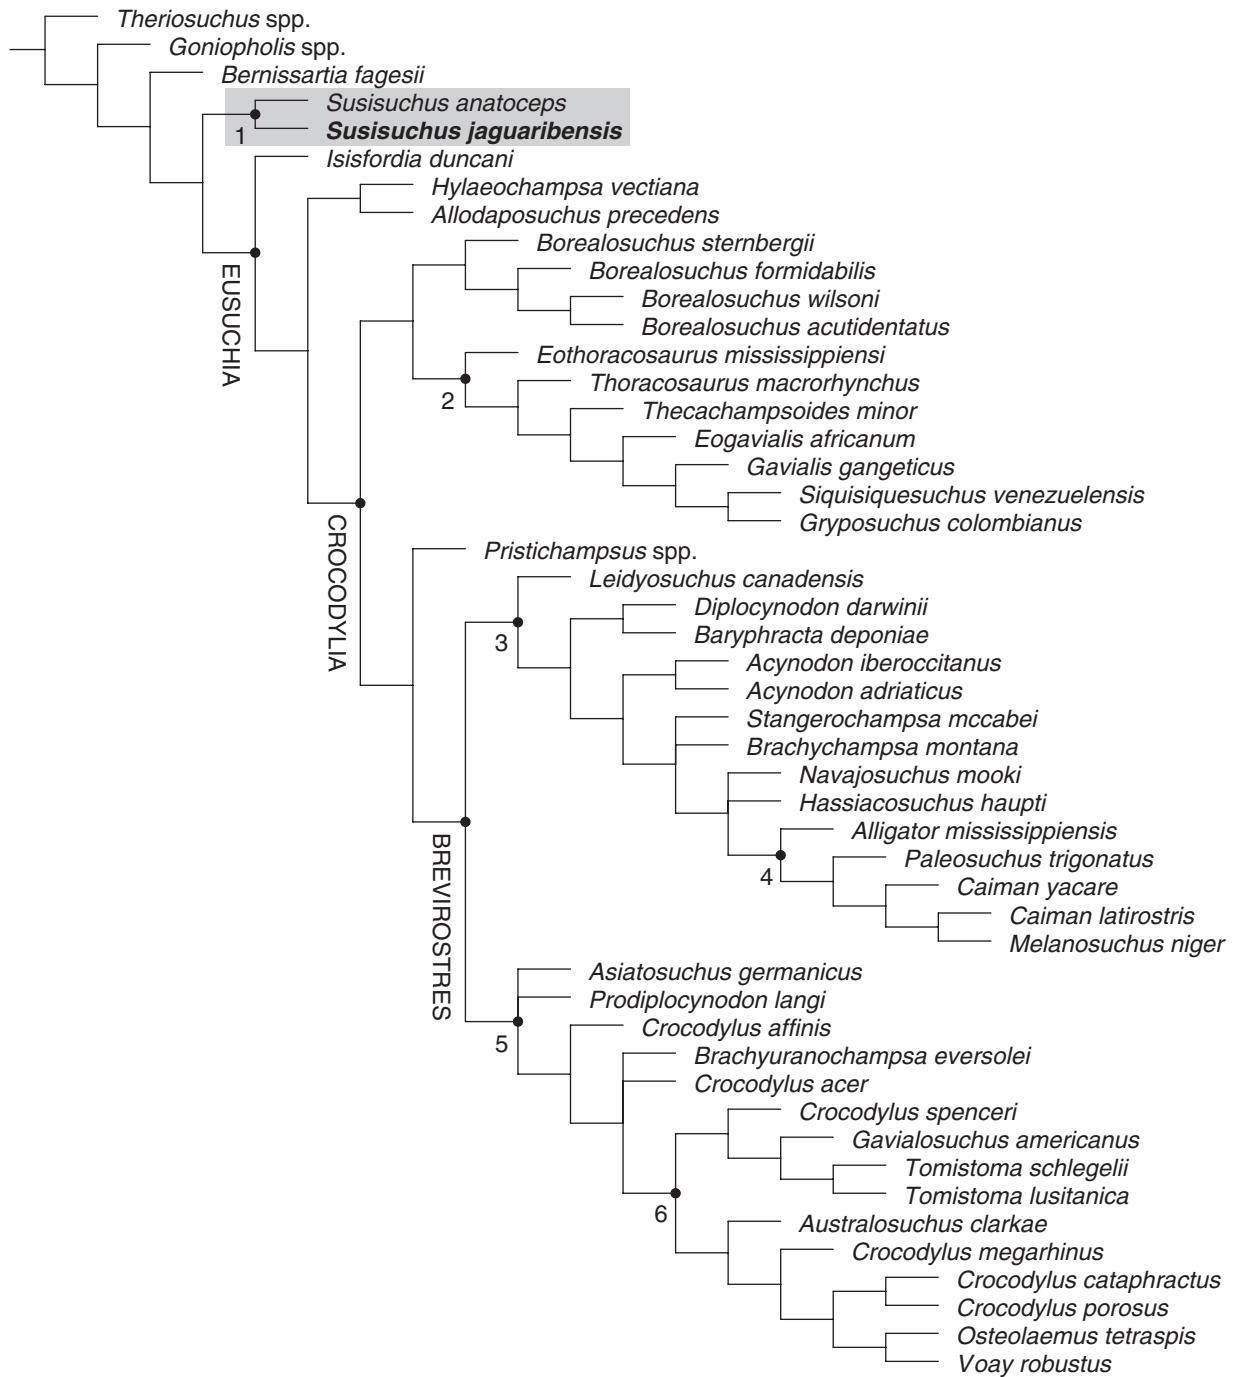 Theriosuchus spp.
Goniopholis spp.
Bernissartia fagesii
Susisuchus anatoceps
Susisuchus jaguaribensis
1
Isisfordia duncani
Hylaeochampsa vectiana
Allodaposuchus precedens
Borealosuchus sternbergii
EUSUCHIA
Borealosuchus formidabilis
Borealosuchus wilsoni
Borealosuchus acutidentatus
Eothoracosaurus mississippiensi
Thoracosaurus macrorhynchus
2
Thecachampsoides minor
Eogavialis africanum
Gavialis gangeticus
Siquisiquesuchus venezuelensis
Gryposuchus colombianus
CROCODYLIA
Pristichampsus spp.
Leidyosuchus canadensis
Diplocynodon darwinii
Baryphracta deponiae
3
Acynodon iberoccitanus
Acynodon adriaticus
Stangerochampsa mccabei
Brachychampsa montana
Navajosuchus mooki
Hassiacosuchus haupti
Alligator mississippiensis
BREVIROSTRES
Paleosuchus trigonatus
4
Caiman yacare
Caiman latirostris
Melanosuchus niger
Asiatosuchus germanicus
Prodiplocynodon langi
Crocodylus affinis
5
Brachyuranochampsa eversolei
Crocodylus acer
Crocodylus spenceri
Gavialosuchus americanus
Tomistoma schlegelii
Tomistoma lusitanica
6
Australosuchus clarkae
Crocodylus megarhinus
Crocodylus cataphractus
Crocodylus porosus
Osteolaemus tetraspis
Voay robustus